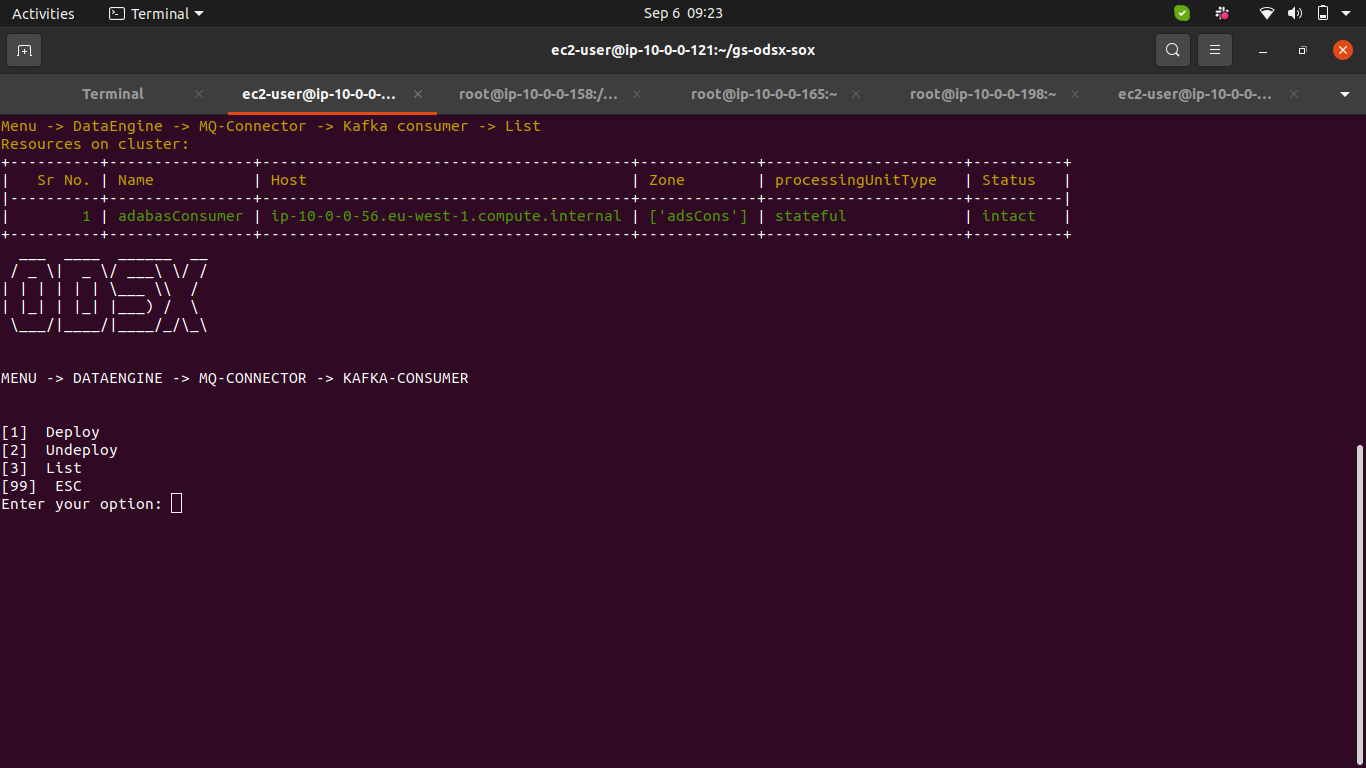 Activities Terminal Sep 6 09:23
ec2-user@ip-10-0-0-121:~/gs-odsx-sox
Terminal ec2-user@ip-10-0-0-... root@ip-10-0-0-158:/... root@ip-10-0-0-165:~ root@ip-10-0-0-198:~ ec2-user@ip-10-0-0-...
Menu -> DataEngine -> MQ-Connector -> Kafka consumer -> List
Resources on cluster:
+----------+----------------+-----------------------------------------+-------------+----------------------+----------+
|   Sr No. | Name           | Host                                    | Zone        | processingUnitType   | Status   |
|----------+----------------+-----------------------------------------+-------------+----------------------+----------|
|        1 | adabasConsumer | ip-10-0-0-56.eu-west-1.compute.internal | ['adsCons'] | stateful             | intact   |
+----------+----------------+-----------------------------------------+-------------+----------------------+----------+
ODSX
MENU -> DATAENGINE -> MQ-CONNECTOR -> KAFKA-CONSUMER
[1]  Deploy
[2]  Undeploy
[3]  List
[99]  ESC
Enter your option: